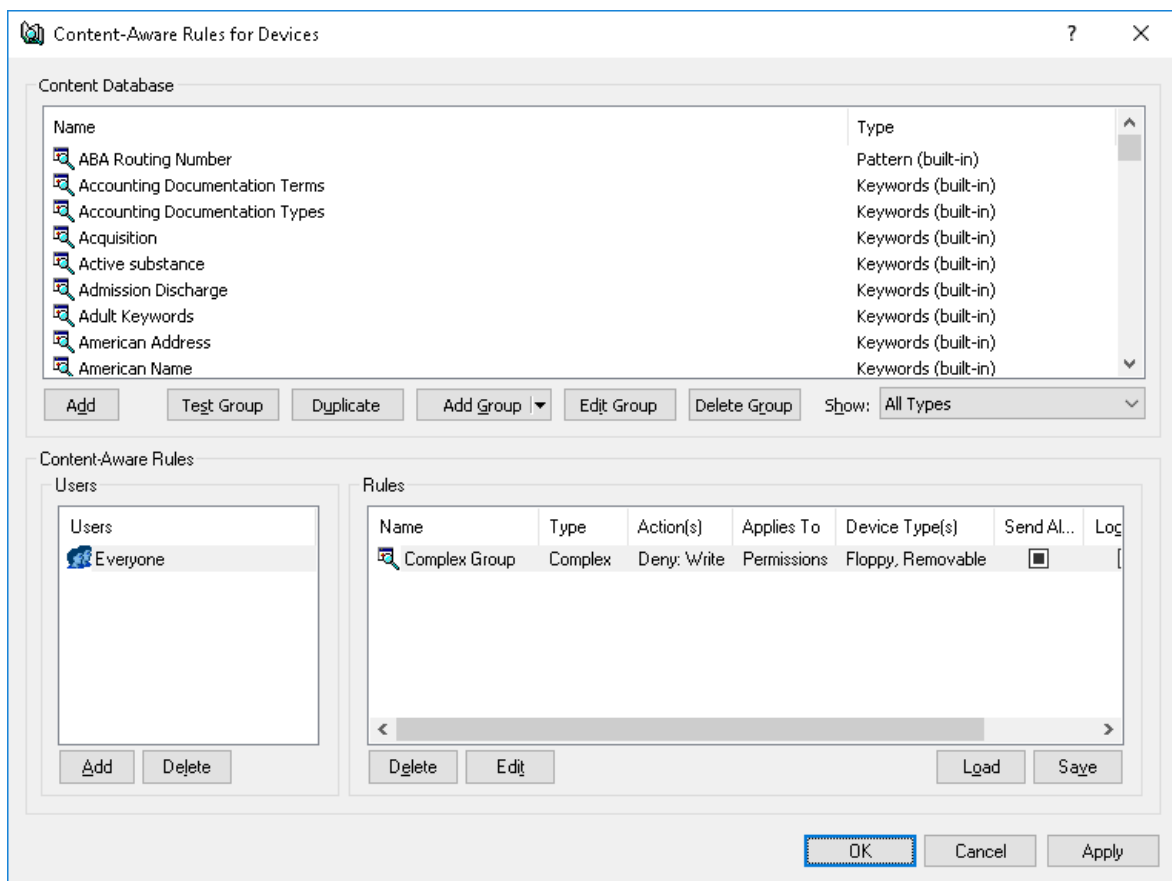 Content-Aware Rules for Devices ?
Content Database
Name Type
ABA Routing Number Pattern (built-in)
Accounting Documentation Terms Keywords (built-in)
Accounting Documentation Types Keywords (built-in)
Acquisition Keywords (built-in)
Active substance Keywords (built-in)
Admission Discharge Keywords (built-in)
Adult Keywords Keywords (built-in)
American Address Keywords (built-in)
American Name Keywords (built-in)
Add Test Group Duplicate Add Group Edit Group Delete Group Show: All Types
Content-Aware Rules
Users Rules
Users Name Type Action(s) Applies To Device Type(s) Send Al... Log
Everyone Complex Group Complex Deny: Write Permissions Floppy, Removable
Add Delete Delete Edit Load Save
OK Cancel Apply